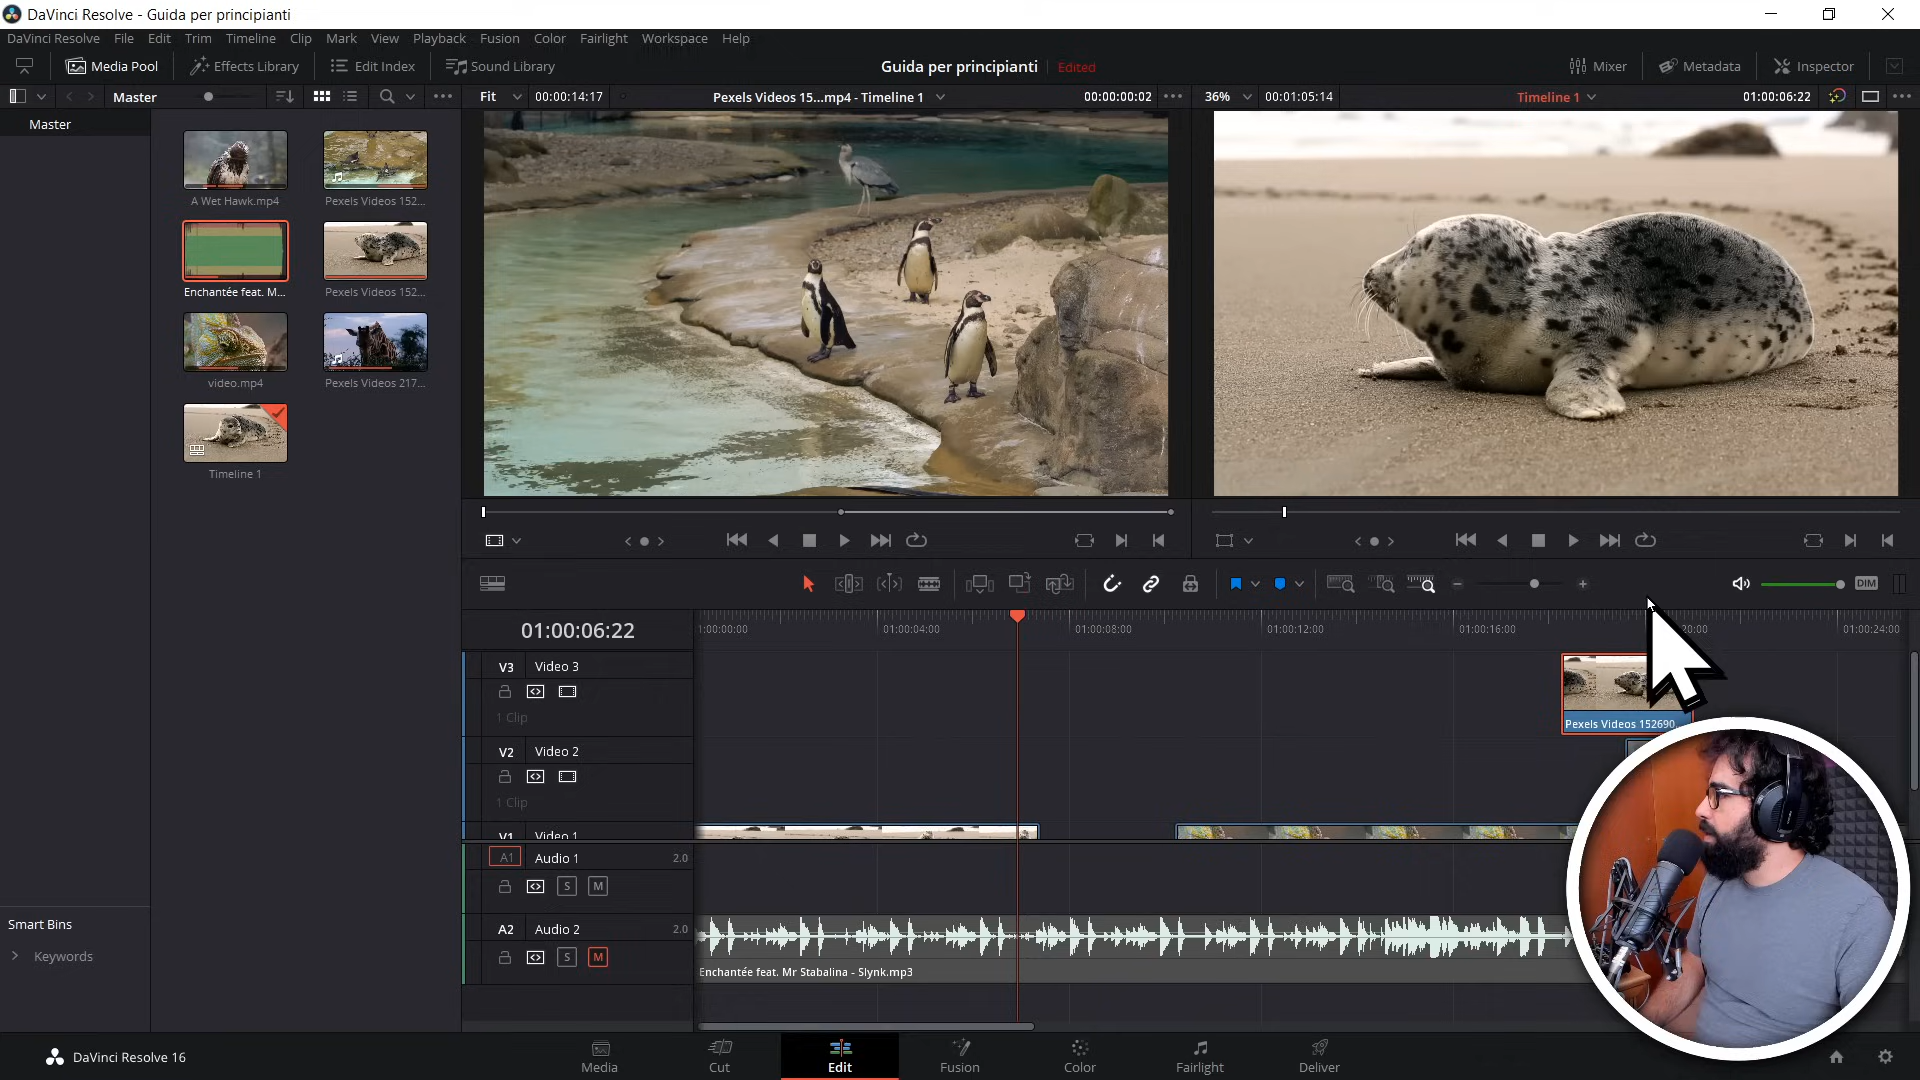 DaVinci Resolve - Guida per principianti
DaVinci Resolve File Edit Trim Timeline Clip Mark View Playback Fusion Color Fairlight Workspace Help
Media Pool Effects Library Edit Index Sound Library Guida per principianti Edited Mixer Metadata Inspector
Master Fit 00:00:14:17 Pexels Videos 15...mp4 - Timeline 1 00:00:00:02 36% 00:01:05:14 Timeline 1 01:00:06:22
Master
A Wet Hawk.mp4 Pexels Videos 152...
Enchantée feat. M... Pexels Videos 152...
video.mp4 Pexels Videos 217...
Timeline 1
DIM
01:00:06:22
1:00:00:00 01:00:04:00 01:00:08:00 01:00:12:00 01:00:16:00 20:00 01:00:24:00
V3 Video 3
1 Clip
Pexels Videos 152690
V2 Video 2
1 Clip
V1 Video 1
A1 Audio 1 2.0
S M
A2 Audio 2 2.0
S M
Enchantée feat. Mr Stabalina - Slynk.mp3
Smart Bins
Keywords
DaVinci Resolve 16
Media Cut Edit Fusion Color Fairlight Deliver